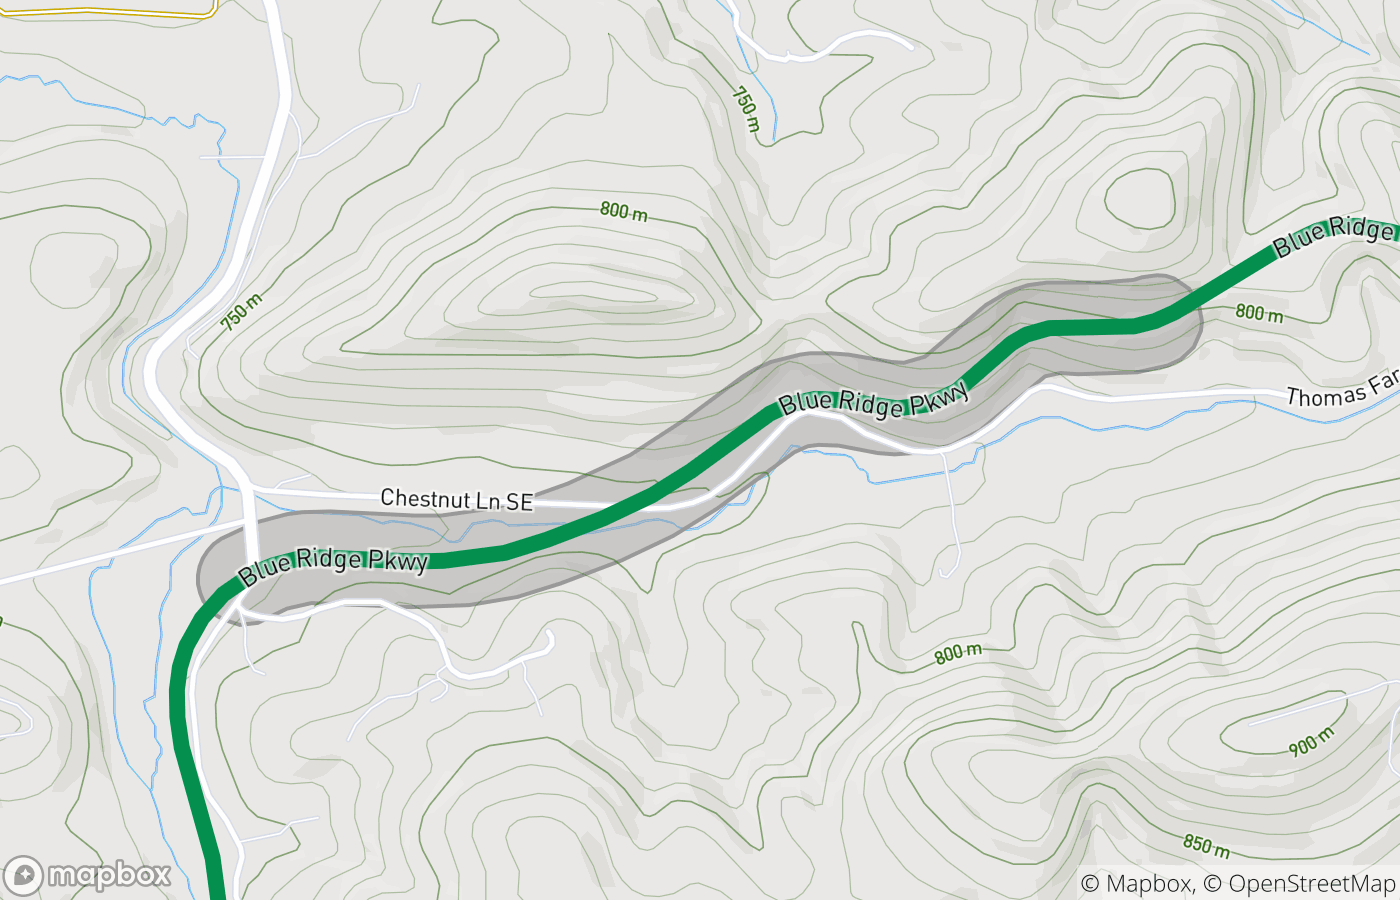 750 m
800 m
Blue Ridge
750 m
800 m
Thomas Far
Blue Ridge Pkwy
Chestnut Ln SE
Blue Ridge Pkwy
800 m
900 m
850 m
mapbox
© Mapbox, © OpenStreetMap